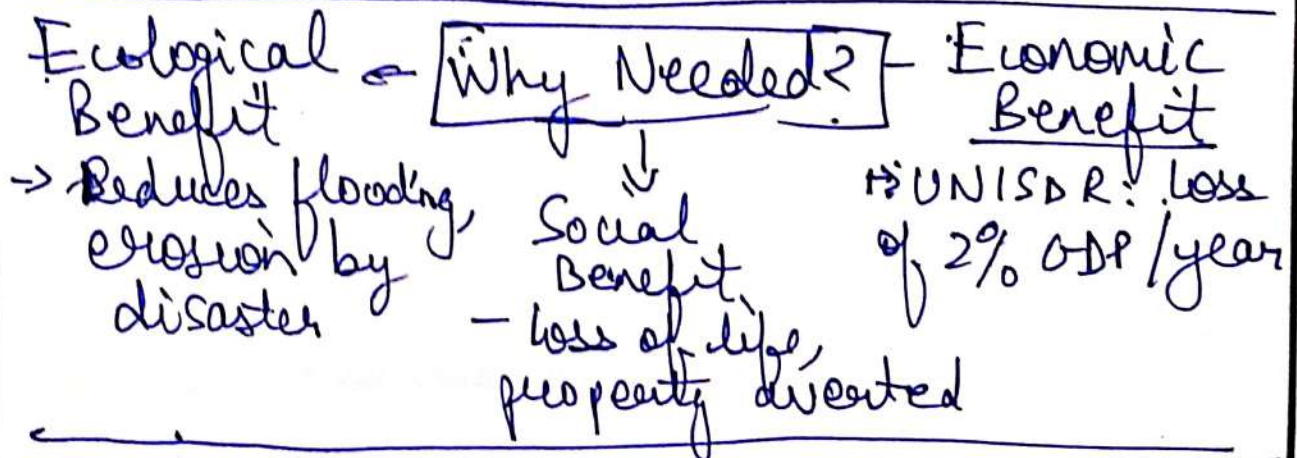 Ecological
Benefit
→ Reduces flooding,
erosion by
disaster
Why Needed?
Social
Benefit
- Loss of life,
property averted
Economic
Benefit
→ UNISDR: Loss
of 2% GDP/year